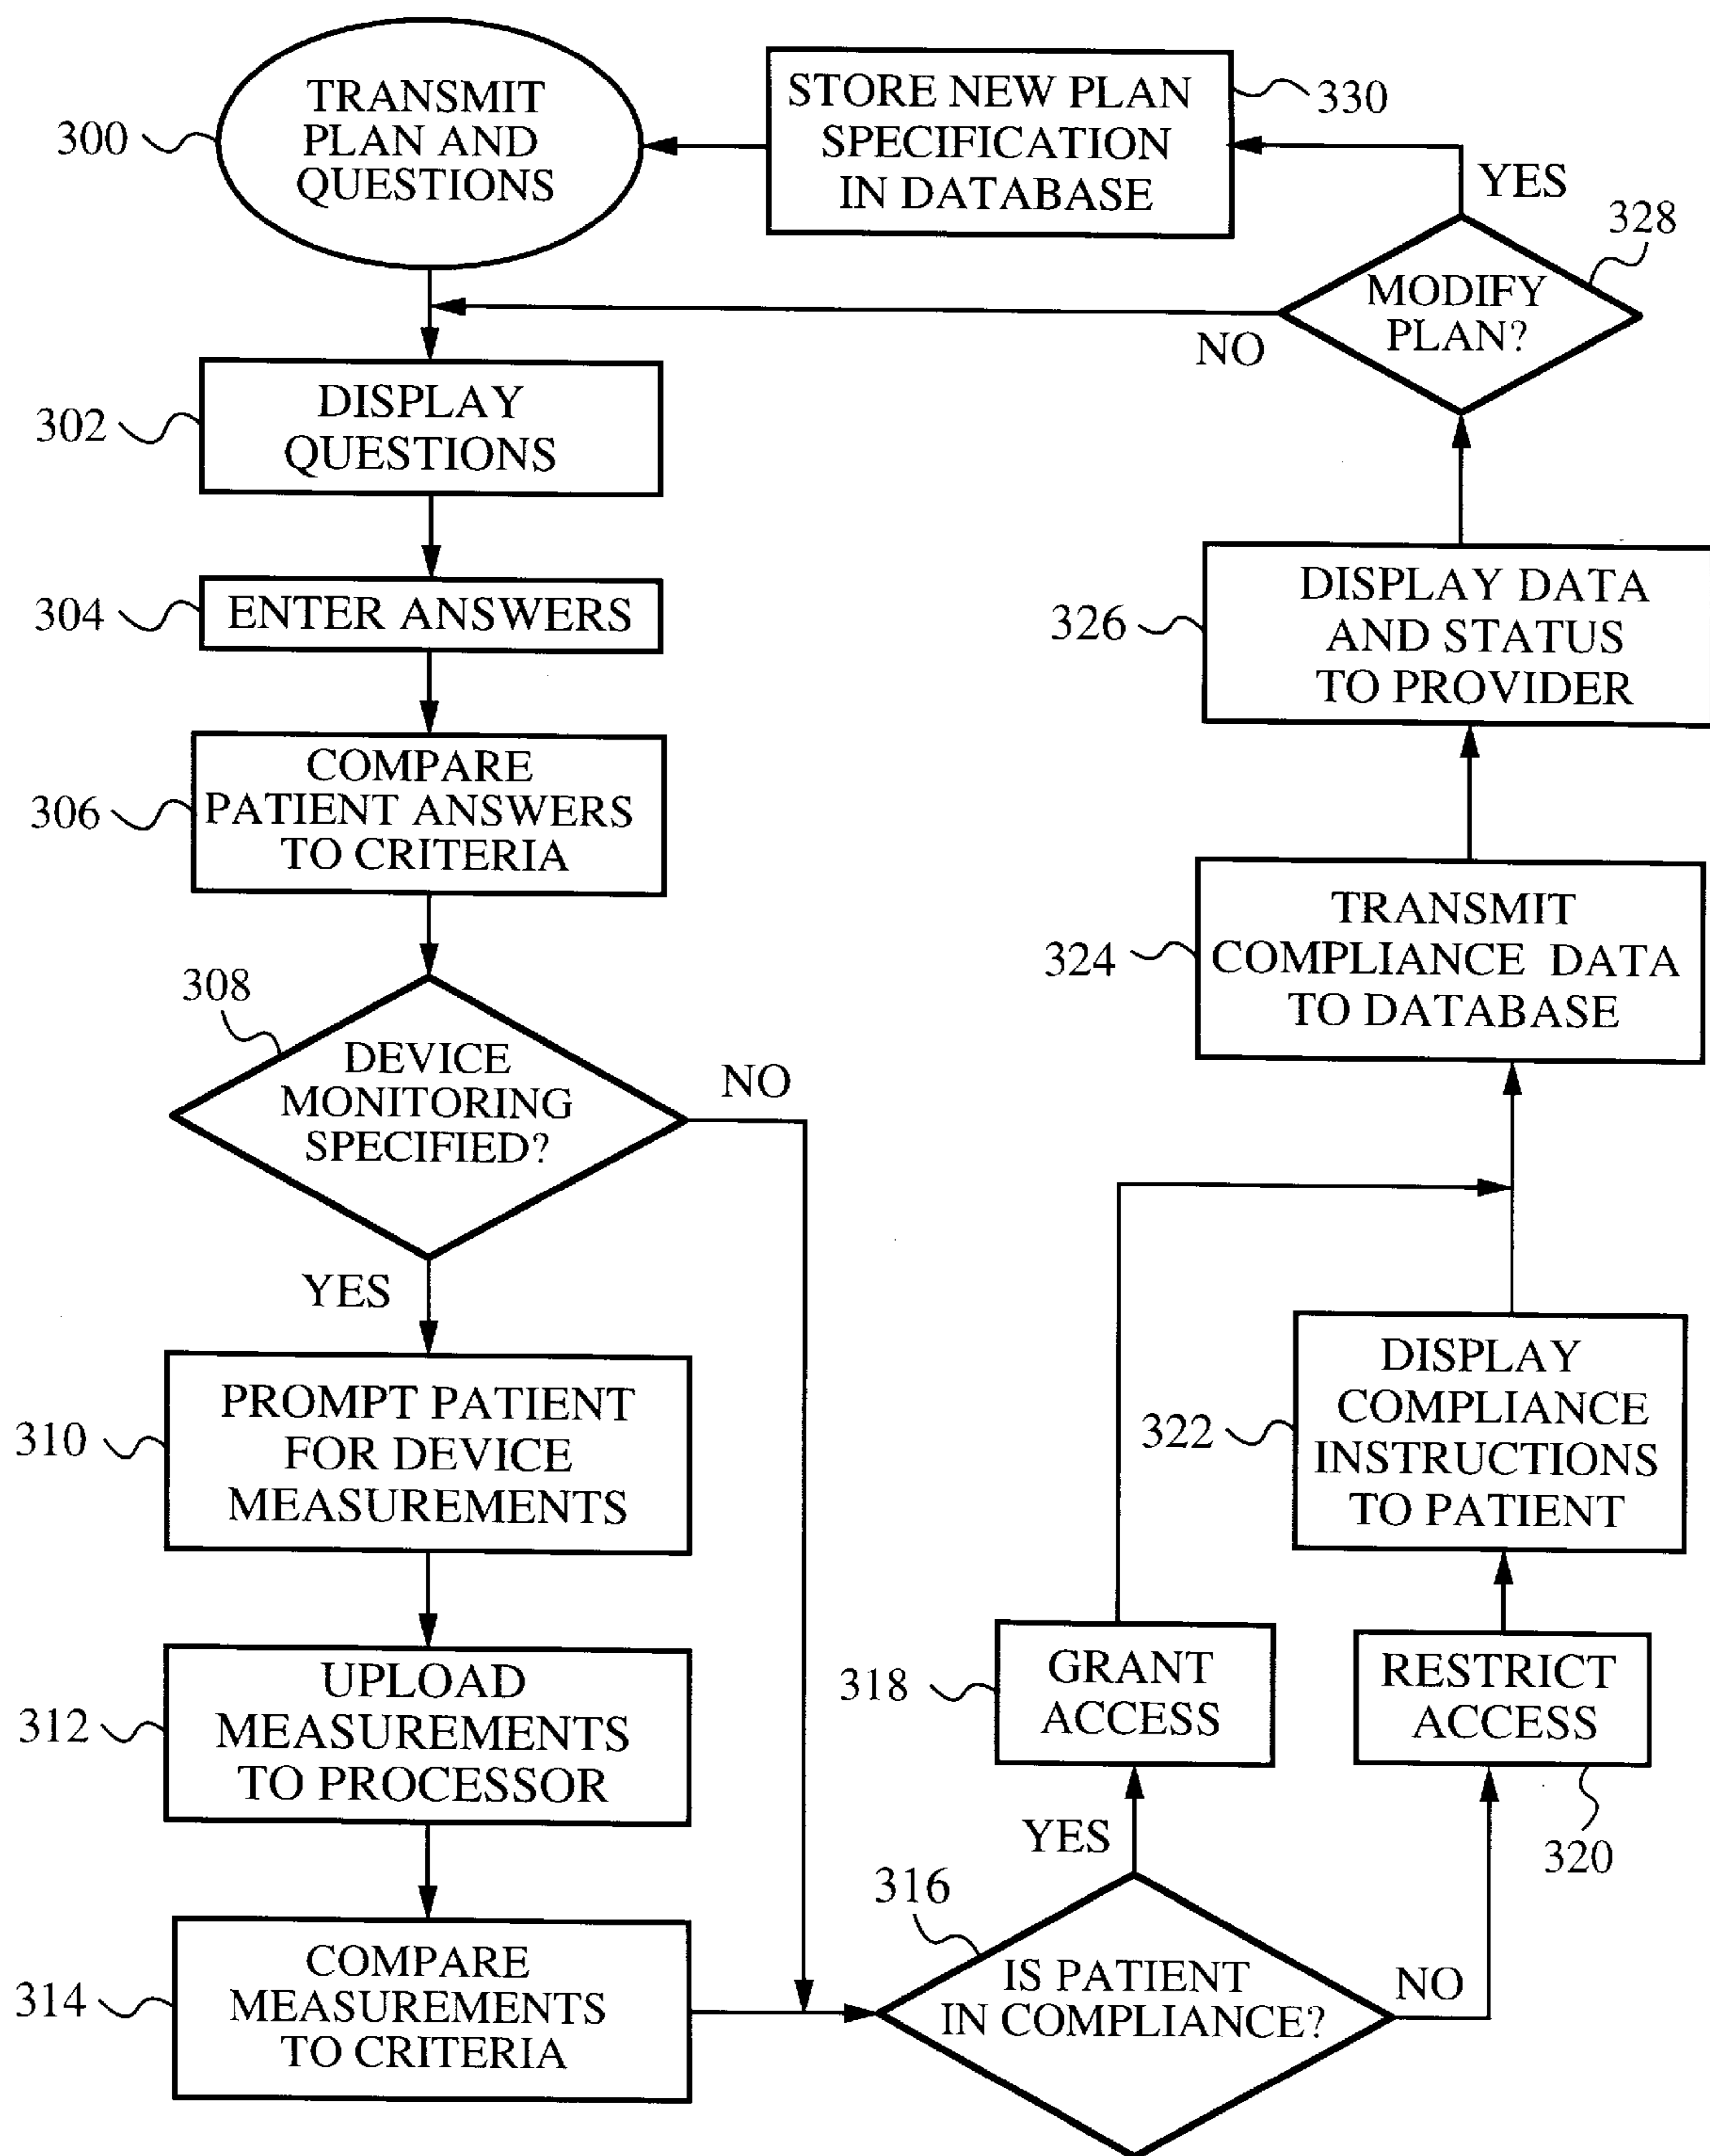 TRANSMIT
PLAN AND
QUESTIONS
300
STORE NEW PLAN
SPECIFICATION
IN DATABASE
330
YES
328
MODIFY
PLAN?
NO
302
DISPLAY
QUESTIONS
304
ENTER ANSWERS
306
COMPARE
PATIENT ANSWERS
TO CRITERIA
308
DEVICE
MONITORING
SPECIFIED?
NO
YES
310
PROMPT PATIENT
FOR DEVICE
MEASUREMENTS
312
UPLOAD
MEASUREMENTS
TO PROCESSOR
314
COMPARE
MEASUREMENTS
TO CRITERIA
316
IS PATIENT
IN COMPLIANCE?
YES
NO
318
GRANT
ACCESS
RESTRICT
ACCESS
320
322
DISPLAY
COMPLIANCE
INSTRUCTIONS
TO PATIENT
324
TRANSMIT
COMPLIANCE DATA
TO DATABASE
326
DISPLAY DATA
AND STATUS
TO PROVIDER